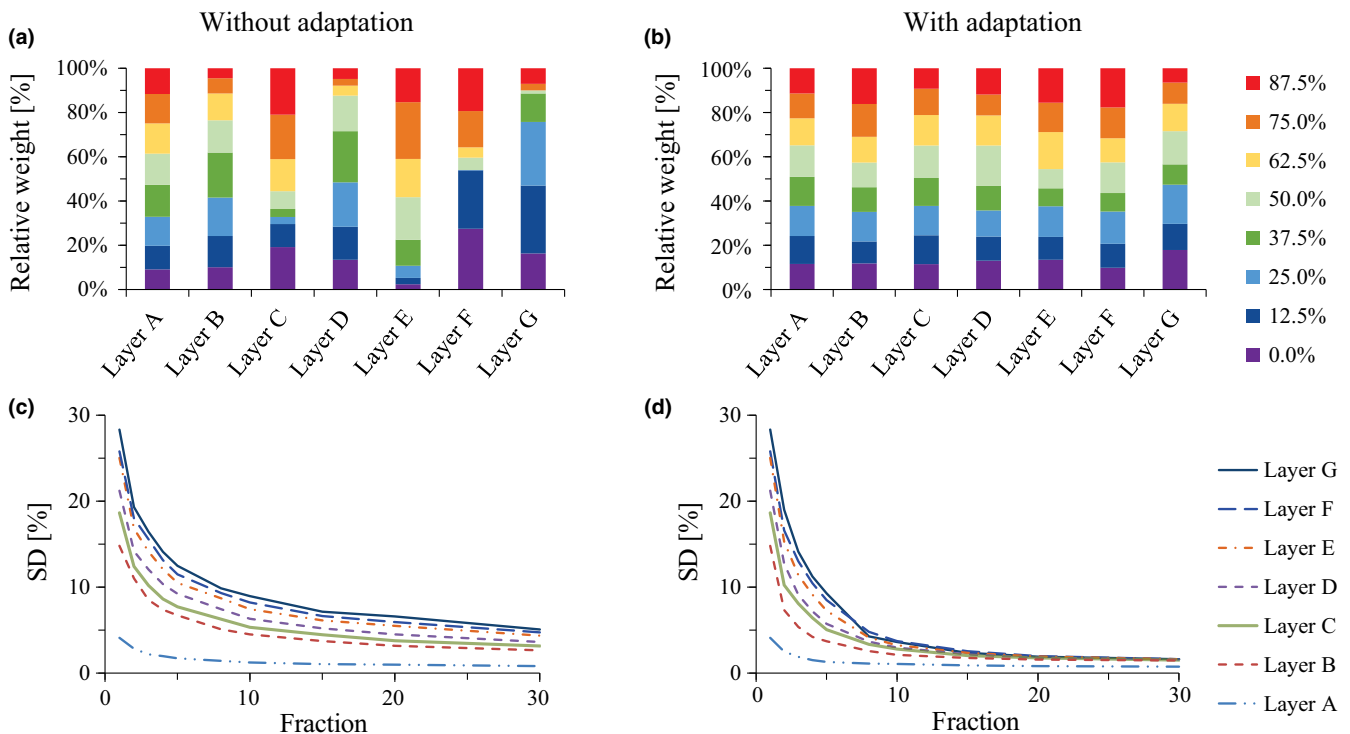 Without adaptation
With adaptation
(a)
Relative weight [%]
100%
80%
60%
40%
20%
0%
Layer A
Layer B
Layer C
Layer D
Layer E
Layer F
Layer G
(b)
Relative weight [%]
100%
80%
60%
40%
20%
0%
Layer A
Layer B
Layer C
Layer D
Layer E
Layer F
Layer G
87.5%
75.0%
62.5%
50.0%
37.5%
25.0%
12.5%
0.0%
(c)
SD [%]
30
20
10
0
0
10
20
30
Fraction
(d)
SD [%]
30
20
10
0
0
10
20
30
Fraction
Layer G
Layer F
Layer E
Layer D
Layer C
Layer B
Layer A